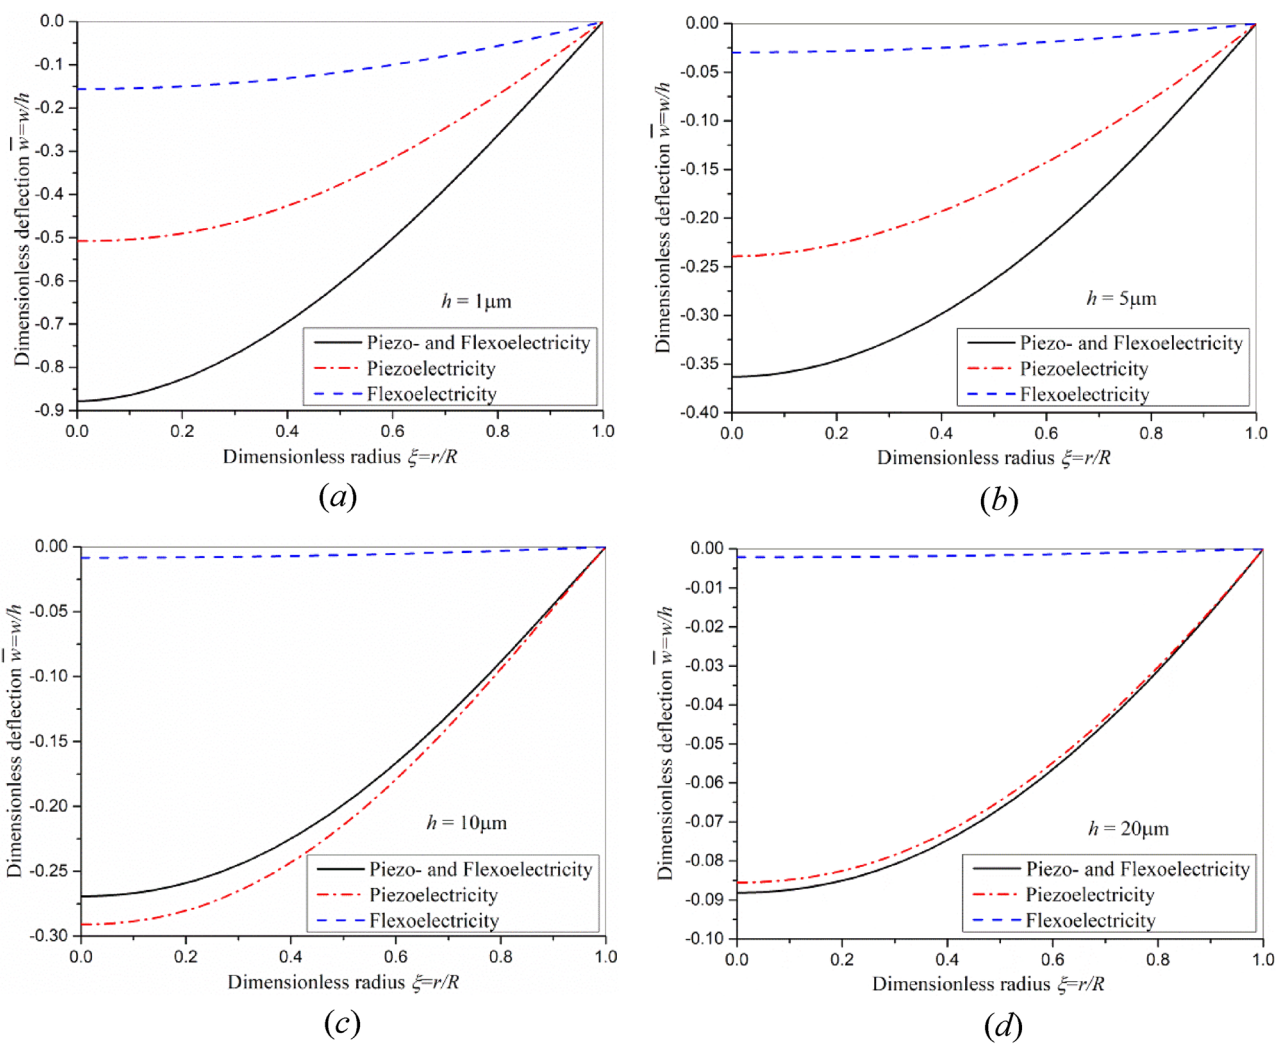 0.0
-0.1
-0.2
-0.3
-0.4
-0.5
-0.6
-0.7
-0.8
-0.9
Dimensionless deflection w̅=w/h
h = 1μm
Piezo- and Flexoelectricity
Piezoelectricity
Flexoelectricity
0.0 0.2 0.4 0.6 0.8 1.0
Dimensionless radius ξ=r/R
(a)
0.00
-0.05
-0.10
-0.15
-0.20
-0.25
-0.30
-0.35
-0.40
Dimensionless deflection w̅=w/h
h = 5μm
Piezo- and Flexoelectricity
Piezoelectricity
Flexoelectricity
0.0 0.2 0.4 0.6 0.8 1.0
Dimensionless radius ξ=r/R
(b)
0.00
-0.05
-0.10
-0.15
-0.20
-0.25
-0.30
Dimensionless deflection w̅=w/h
h = 10μm
Piezo- and Flexoelectricity
Piezoelectricity
Flexoelectricity
0.0 0.2 0.4 0.6 0.8 1.0
Dimensionless radius ξ=r/R
(c)
0.00
-0.01
-0.02
-0.03
-0.04
-0.05
-0.06
-0.07
-0.08
-0.09
-0.10
Dimensionless deflection w̅=w/h
h = 20μm
Piezo- and Flexoelectricity
Piezoelectricity
Flexoelectricity
0.0 0.2 0.4 0.6 0.8 1.0
Dimensionless radius ξ=r/R
(d)